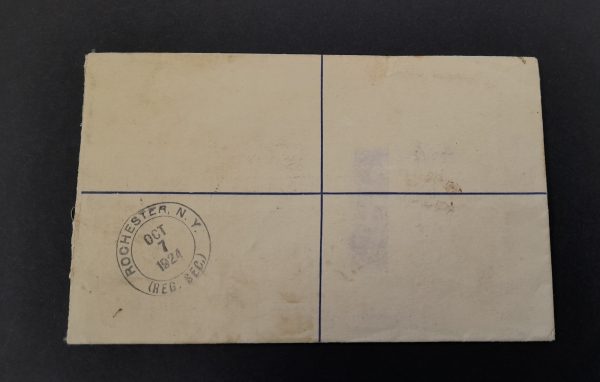 ROCHESTER, N. Y.
OCT
7
1924
(REG. SEC.)